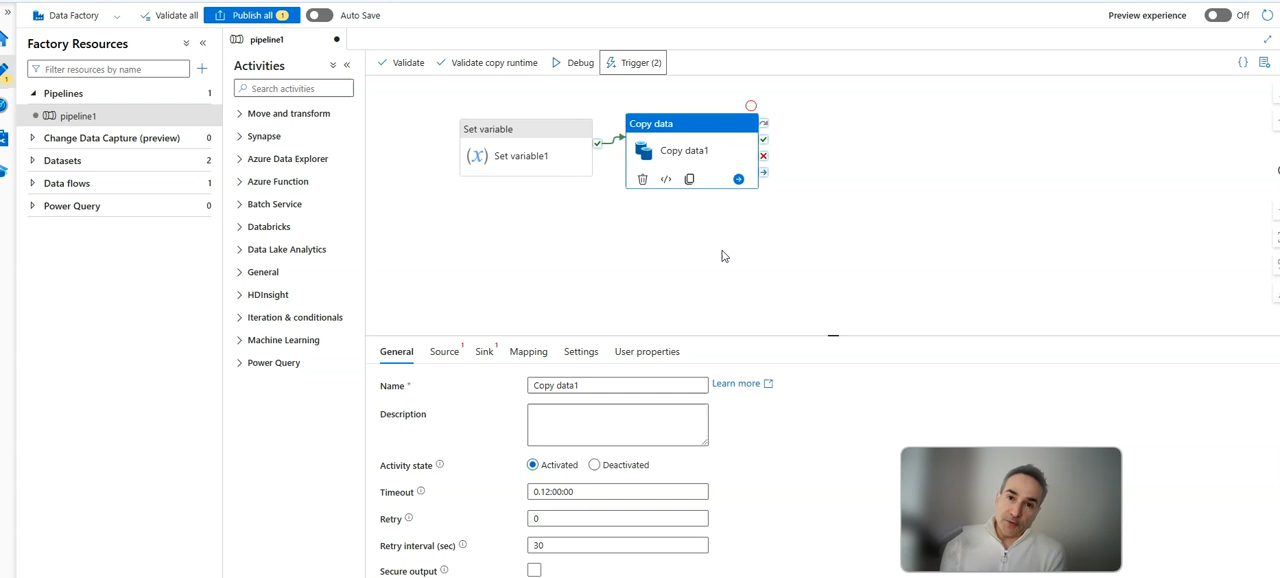 Data Factory
Validate all
Publish all 1
Auto Save
Preview experience
Off
Factory Resources
Filter resources by name
Pipelines 1
pipeline1
Change Data Capture (preview) 0
Datasets 2
Data flows 1
Power Query 0
pipeline1
Activities
Search activities
Move and transform
Synapse
Azure Data Explorer
Azure Function
Batch Service
Databricks
Data Lake Analytics
General
HDInsight
Iteration & conditionals
Machine Learning
Power Query
Validate
Validate copy runtime
Debug
Trigger (2)
{}
Set variable
(x) Set variable1
Copy data
Copy data1
General
Source 1
Sink 1
Mapping
Settings
User properties
Name *
Copy data1
Learn more
Description
Activity state
Activated
Deactivated
Timeout
0.12:00:00
Retry
0
Retry interval (sec)
30
Secure output